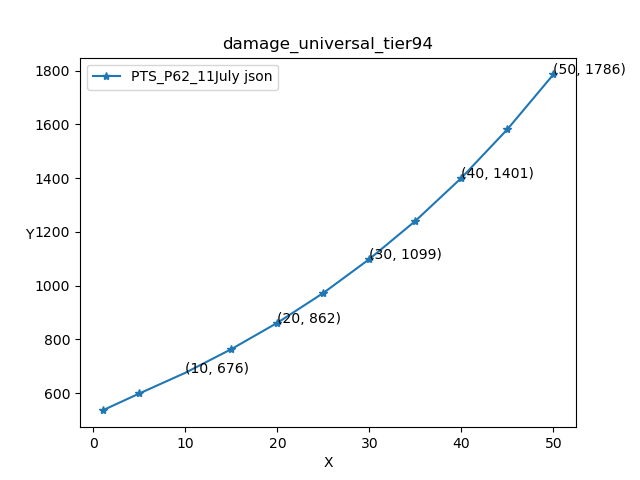 damage_universal_tier94
PTS_P62_11July json
(50, 1786)
(40, 1401)
(30, 1099)
(20, 862)
(10, 676)
Y
1800
1600
1400
1200
1000
800
600
0 10 20 30 40 50
X